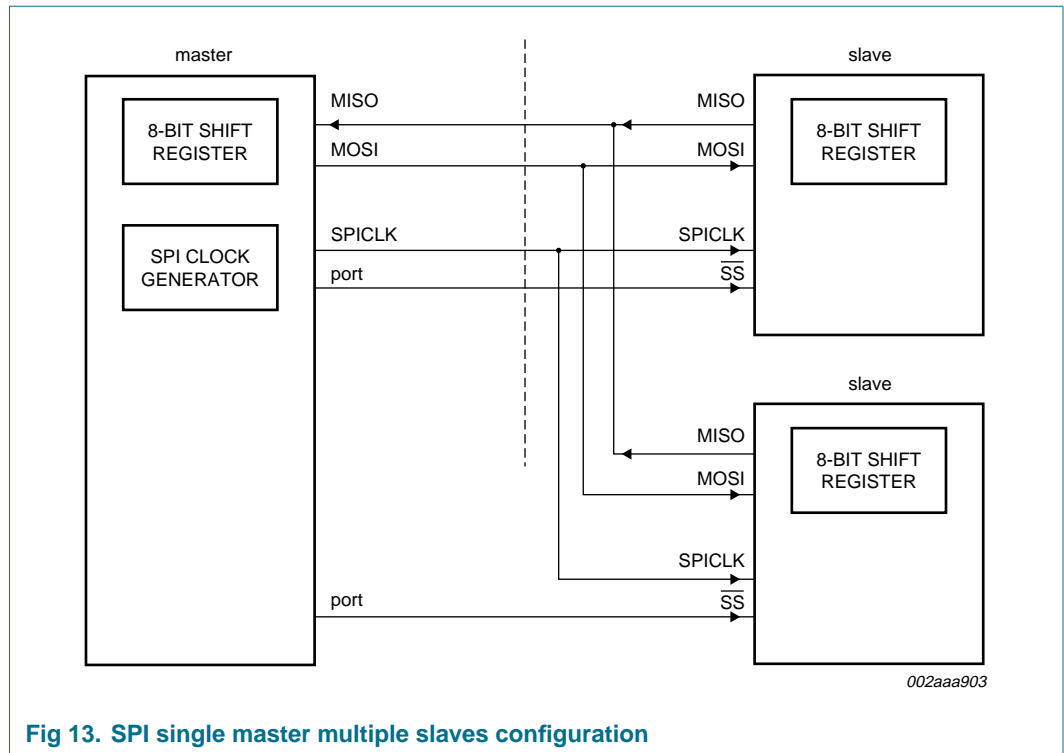 master
slave
8-BIT SHIFT
REGISTER
MISO
MOSI
SPI CLOCK
GENERATOR
SPICLK
port
MISO
MOSI
8-BIT SHIFT
REGISTER
SPICLK
SS
slave
MISO
MOSI
8-BIT SHIFT
REGISTER
SPICLK
port
SS
002aaa903
Fig 13. SPI single master multiple slaves configuration